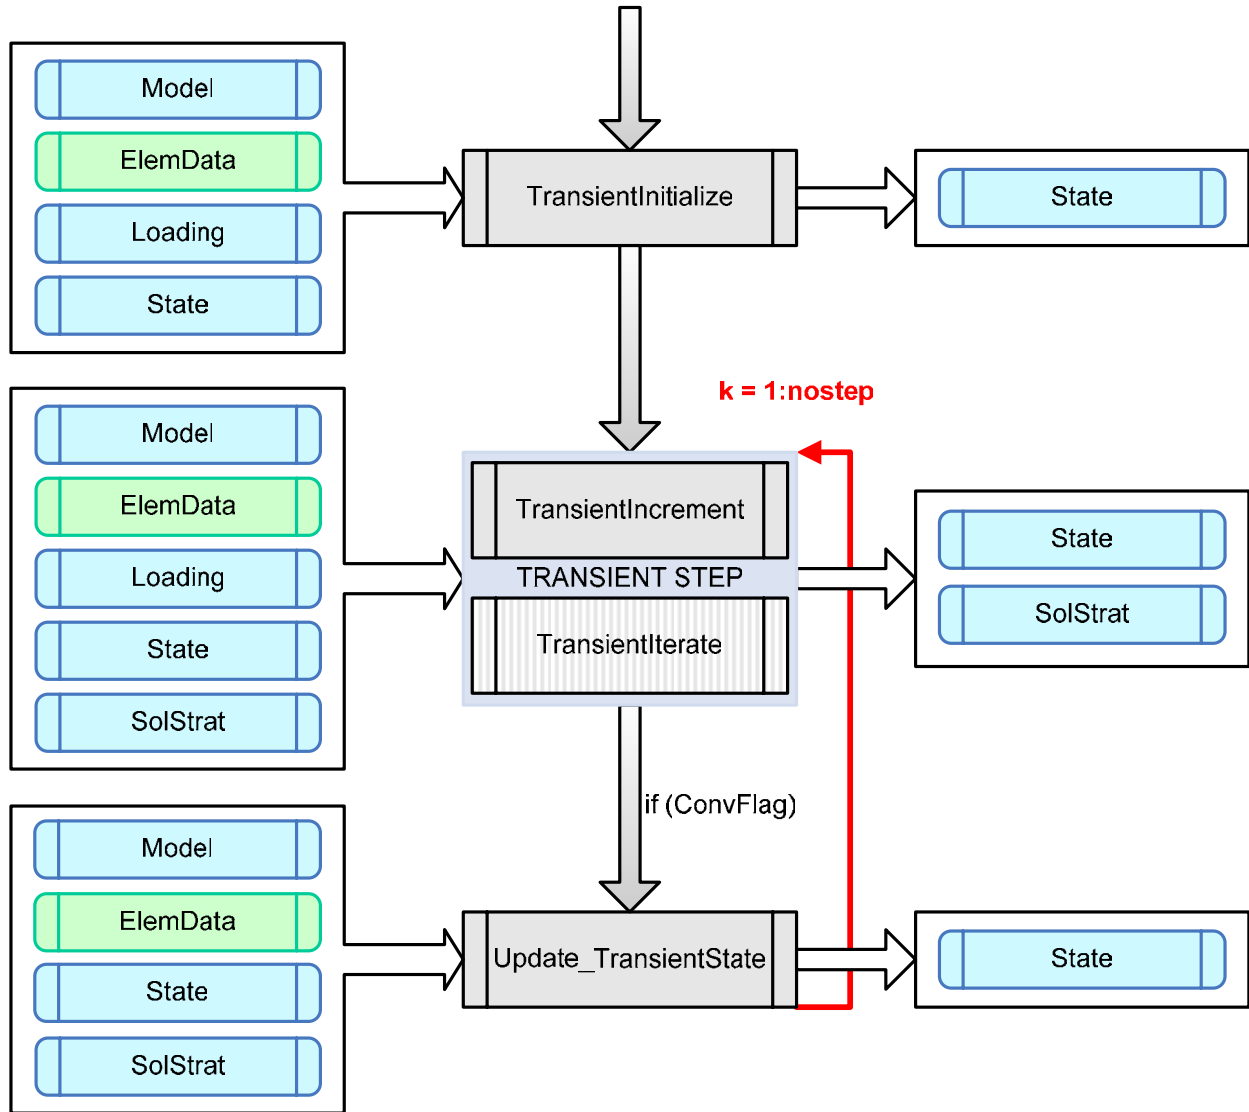 Model
ElemData
Loading
State
TransientInitialize
State
k = 1:nostep
Model
ElemData
Loading
State
SolStrat
TransientIncrement
TRANSIENT STEP
TransientIterate
State
SolStrat
if (ConvFlag)
Model
ElemData
State
SolStrat
Update_TransientState
State